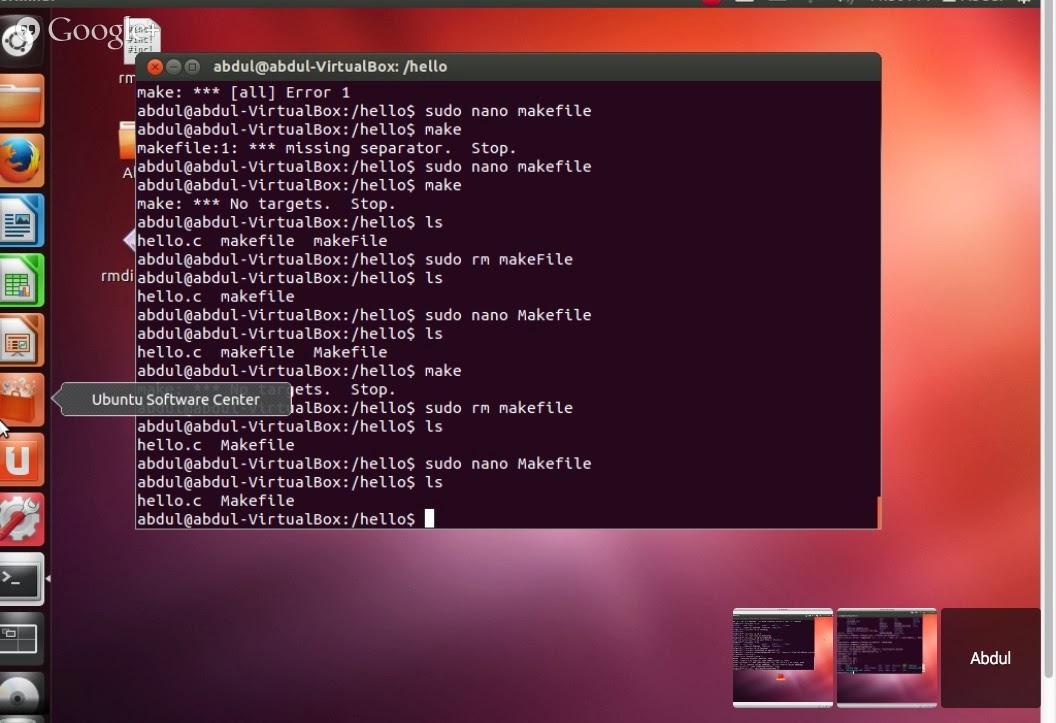 Google+
#incl
#incl
#incl
rm
abdul@abdul-VirtualBox: /hello
make: *** [all] Error 1
abdul@abdul-VirtualBox:/hello$ sudo nano makefile
abdul@abdul-VirtualBox:/hello$ make
makefile:1: *** missing separator.  Stop.
abdul@abdul-VirtualBox:/hello$ sudo nano makefile
abdul@abdul-VirtualBox:/hello$ make
make: *** No targets.  Stop.
abdul@abdul-VirtualBox:/hello$ ls
hello.c  makefile  makeFile
abdul@abdul-VirtualBox:/hello$ sudo rm makeFile
rmdi
abdul@abdul-VirtualBox:/hello$ ls
hello.c  makefile
abdul@abdul-VirtualBox:/hello$ sudo nano Makefile
abdul@abdul-VirtualBox:/hello$ ls
hello.c  makefile  Makefile
abdul@abdul-VirtualBox:/hello$ make
make: *** No targets.  Stop.
Ubuntu Software Center
abdul@abdul-VirtualBox:/hello$ sudo rm makefile
abdul@abdul-VirtualBox:/hello$ ls
hello.c  Makefile
abdul@abdul-VirtualBox:/hello$ sudo nano Makefile
abdul@abdul-VirtualBox:/hello$ ls
hello.c  Makefile
abdul@abdul-VirtualBox:/hello$
Abdul